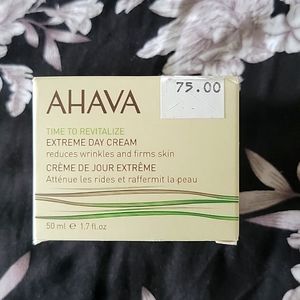 75.00
AHAVA
TIME TO REVITALIZE
EXTREME DAY CREAM
reduces wrinkles and firms skin
CRÈME DE JOUR EXTRÊME
Atténue les rides et raffermit la peau
50 ml ℮ 1,7 fl.oz